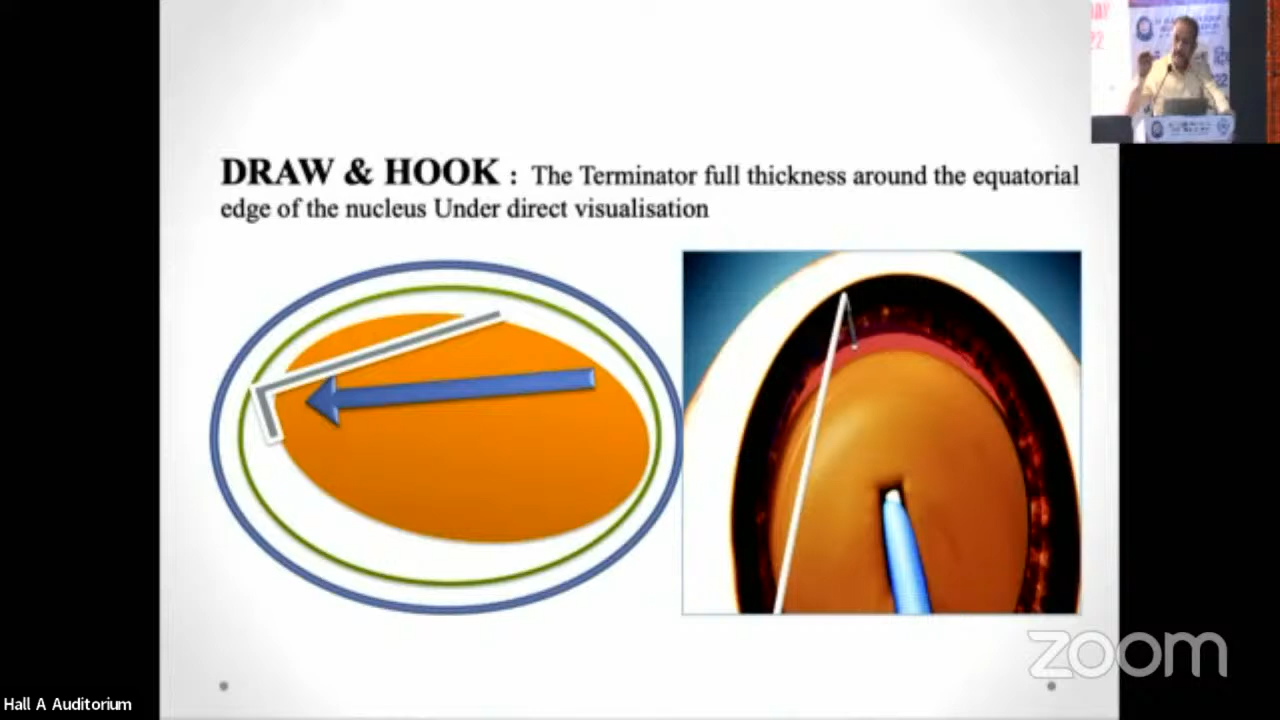 DRAW & HOOK : The Terminator full thickness around the equatorial
edge of the nucleus Under direct visualisation
zoom
Hall A Auditorium